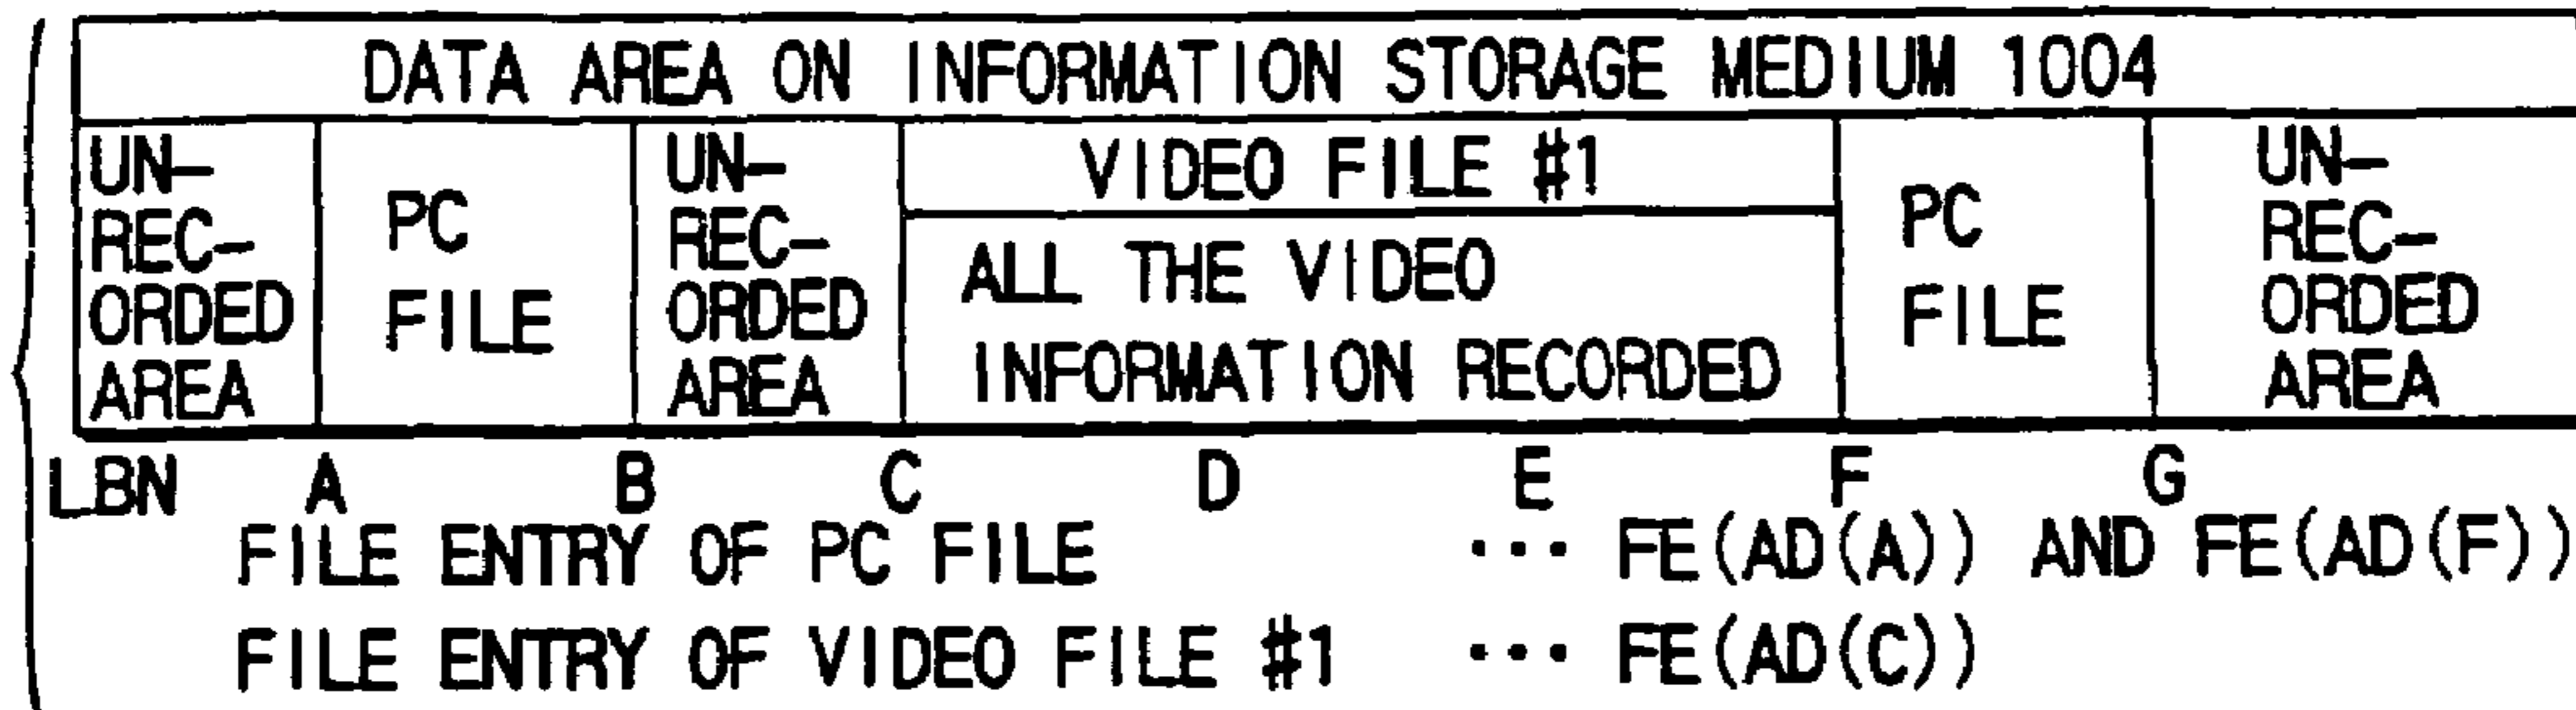 DATA AREA ON INFORMATION STORAGE MEDIUM 1004
UN-
REC-
ORDED
AREA
PC
FILE
UN-
REC-
ORDED
AREA
VIDEO FILE #1
ALL THE VIDEO
INFORMATION RECORDED
PC
FILE
UN-
REC-
ORDED
AREA
LBN A B C D E F G
FILE ENTRY OF PC FILE ... FE(AD(A)) AND FE(AD(F))
FILE ENTRY OF VIDEO FILE #1 ... FE(AD(C))